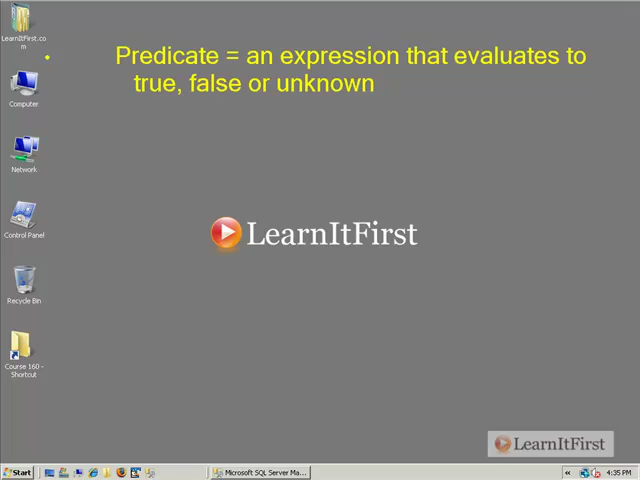 LearnItFirst.co
m
• Predicate = an expression that evaluates to
true, false or unknown
Computer
Network
Control Panel
Recycle Bin
Course 160 -
Shortcut
LearnItFirst
LearnItFirst
Start
Microsoft SQL Server Ma...
«
4:35 PM